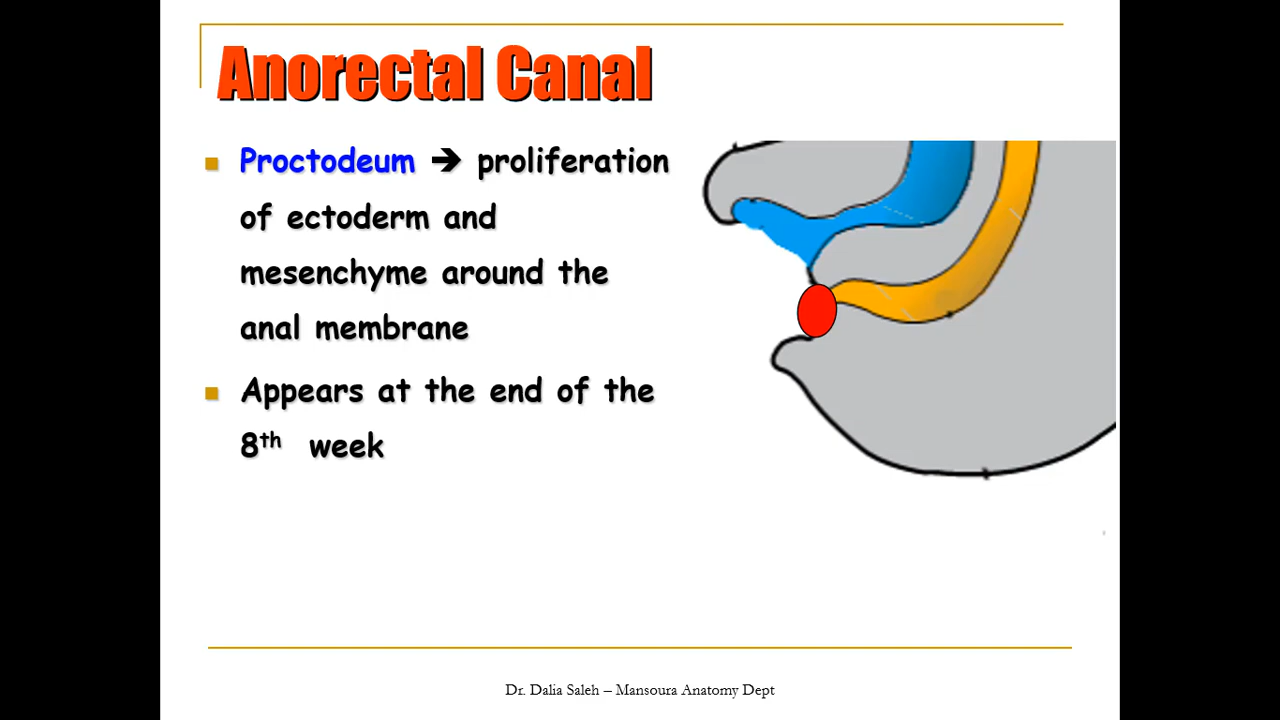 Anorectal Canal
Proctodeum ➔ proliferation
of ectoderm and
mesenchyme around the
anal membrane
Appears at the end of the
8th week
Dr. Dalia Saleh – Mansoura Anatomy Dept